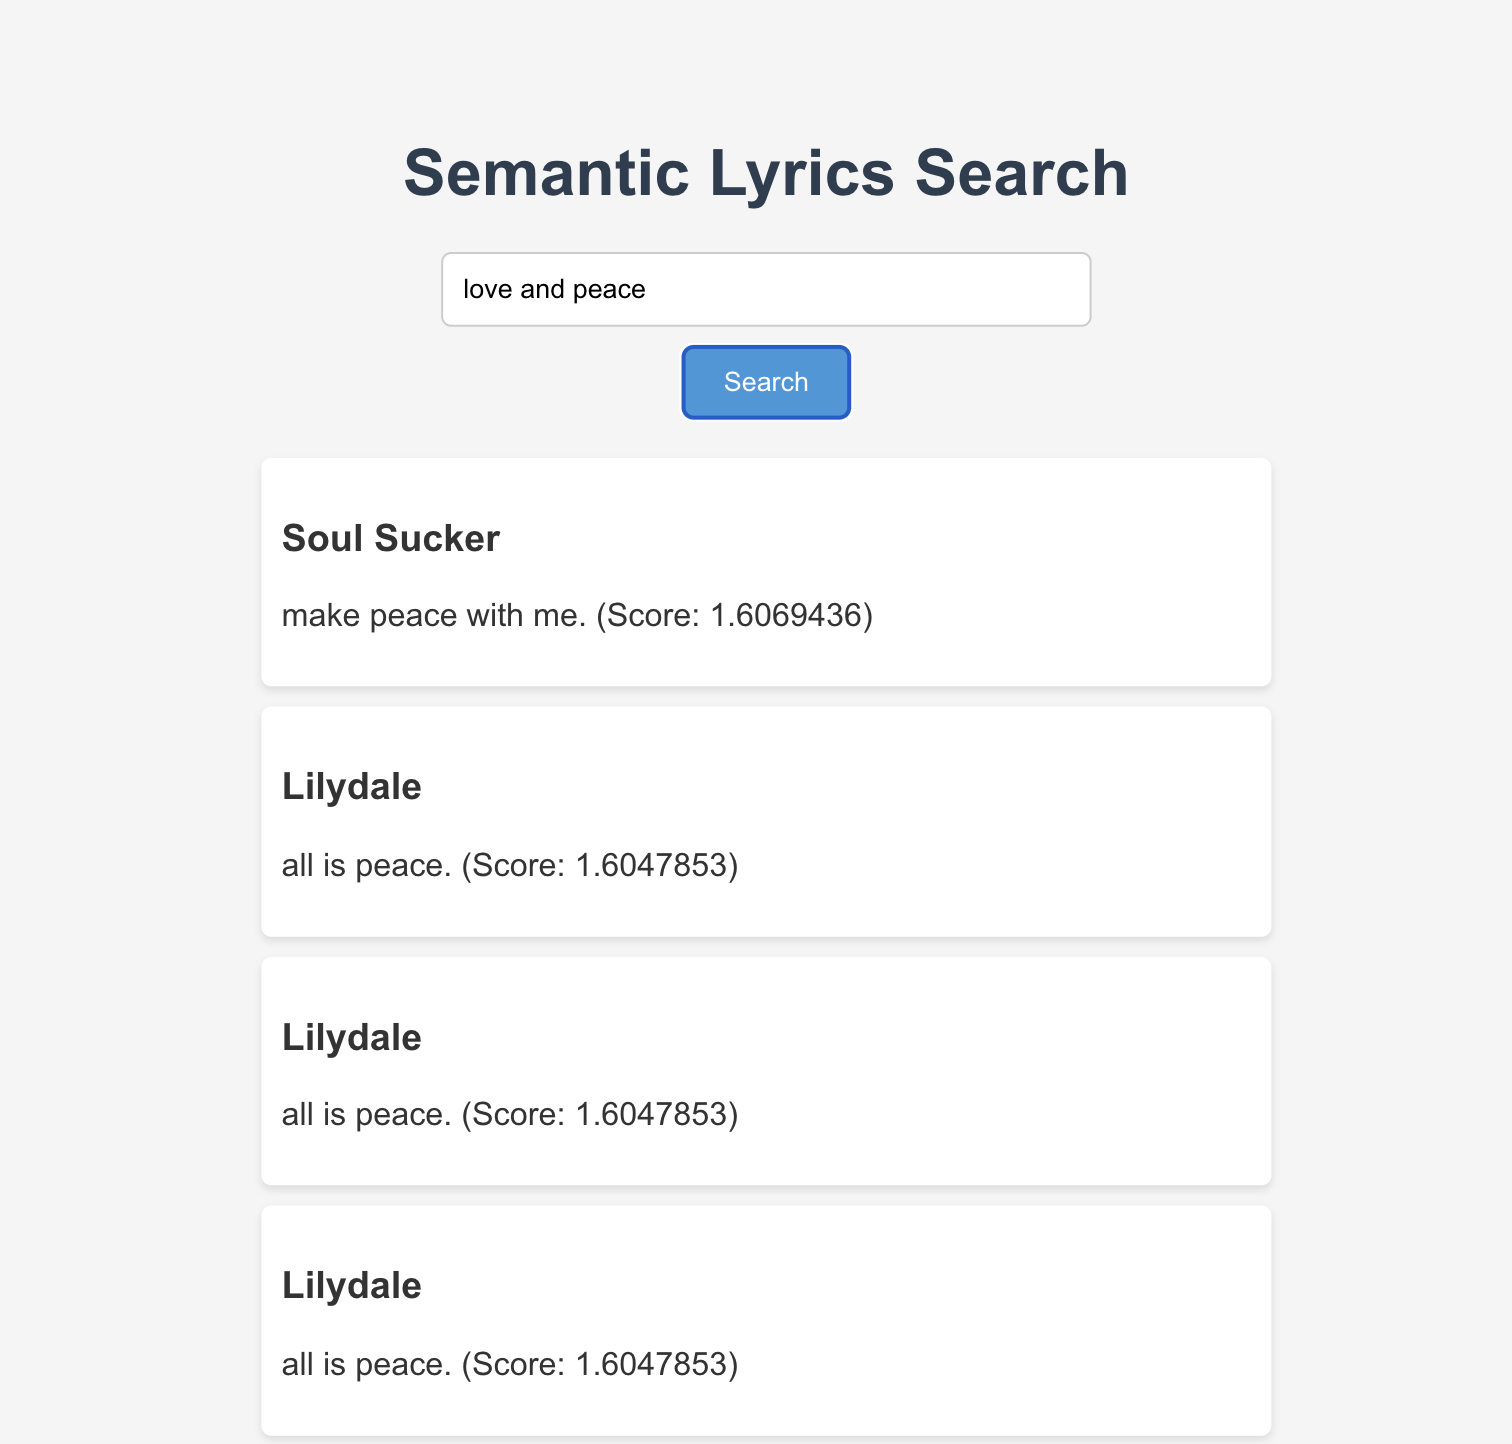 Semantic Lyrics Search
love and peace
Search
Soul Sucker
make peace with me. (Score: 1.6069436)
Lilydale
all is peace. (Score: 1.6047853)
Lilydale
all is peace. (Score: 1.6047853)
Lilydale
all is peace. (Score: 1.6047853)